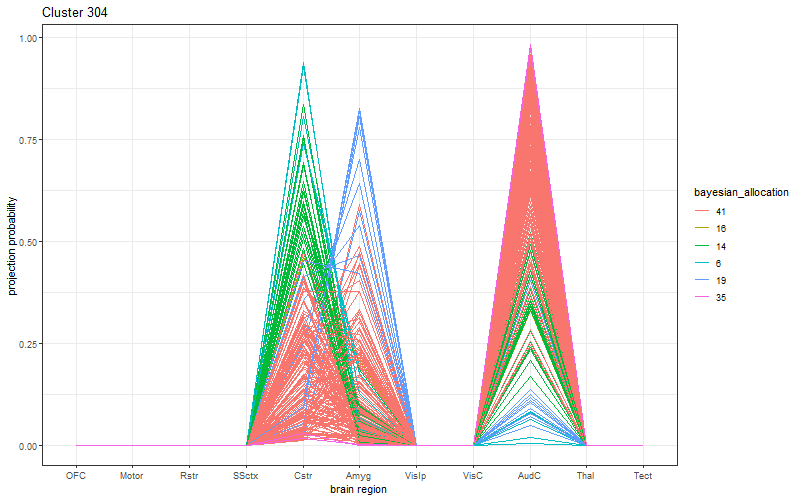 Cluster 304
1.00
0.75
0.50
0.25
0.00
projection probability
OFC Motor Rstr SSctx Cstr Amyg VisIp VisC AudC Thal Tect
brain region
bayesian_allocation
41
16
14
6
19
35